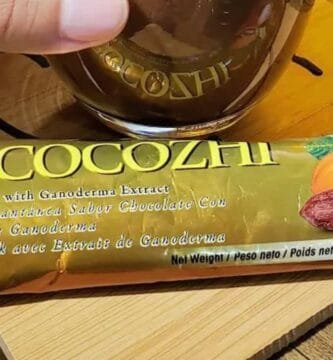 COCOZHI
COCOZHI
with Ganoderma Extract
Sabor Chocolate Con
Ganoderma
avec Extrait de Ganoderma
Net Weight / Peso neto / Poids net